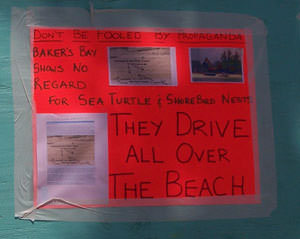 DON'T BE FOOLED BY PROPAGANDA
BAKER'S BAY
SHOWS NO
REGARD
FOR SEA TURTLE & SHOREBIRD NESTS
THEY DRIVE
ALL OVER
THE BEACH